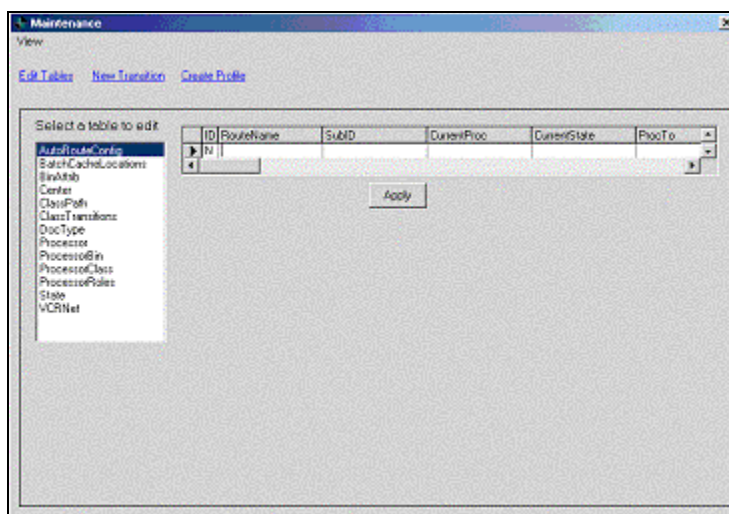 Maintenance
View
Edit Tables New Transition Create Profile
Select a table to edit
ID RouteName SubID CurrentProc CurrentState ProcTo
N
AutoRouteConfig
BatchCacheLocations
BinAttrib
Center
ClassPath
ClassTransitions
DocType
Processor
ProcessorBin
ProcessorClass
ProcessorRoles
State
VCRNet
Apply